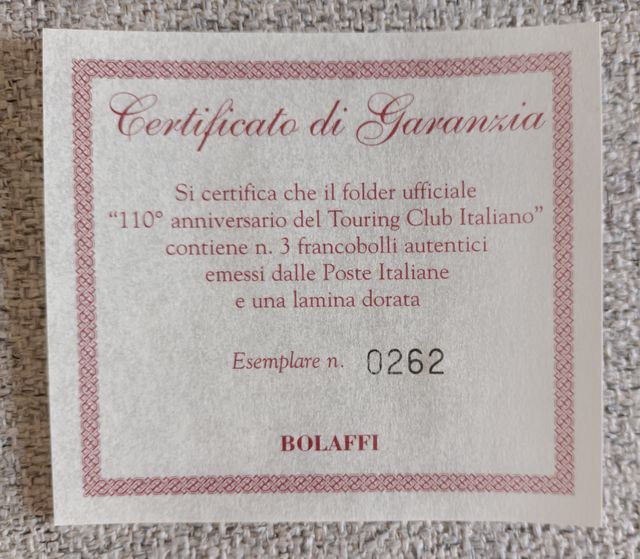 Certificato di Garanzia
Si certifica che il folder ufficiale
“110° anniversario del Touring Club Italiano”
contiene n. 3 francobolli autentici
emessi dalle Poste Italiane
e una lamina dorata
Esemplare n. 0262
BOLAFFI